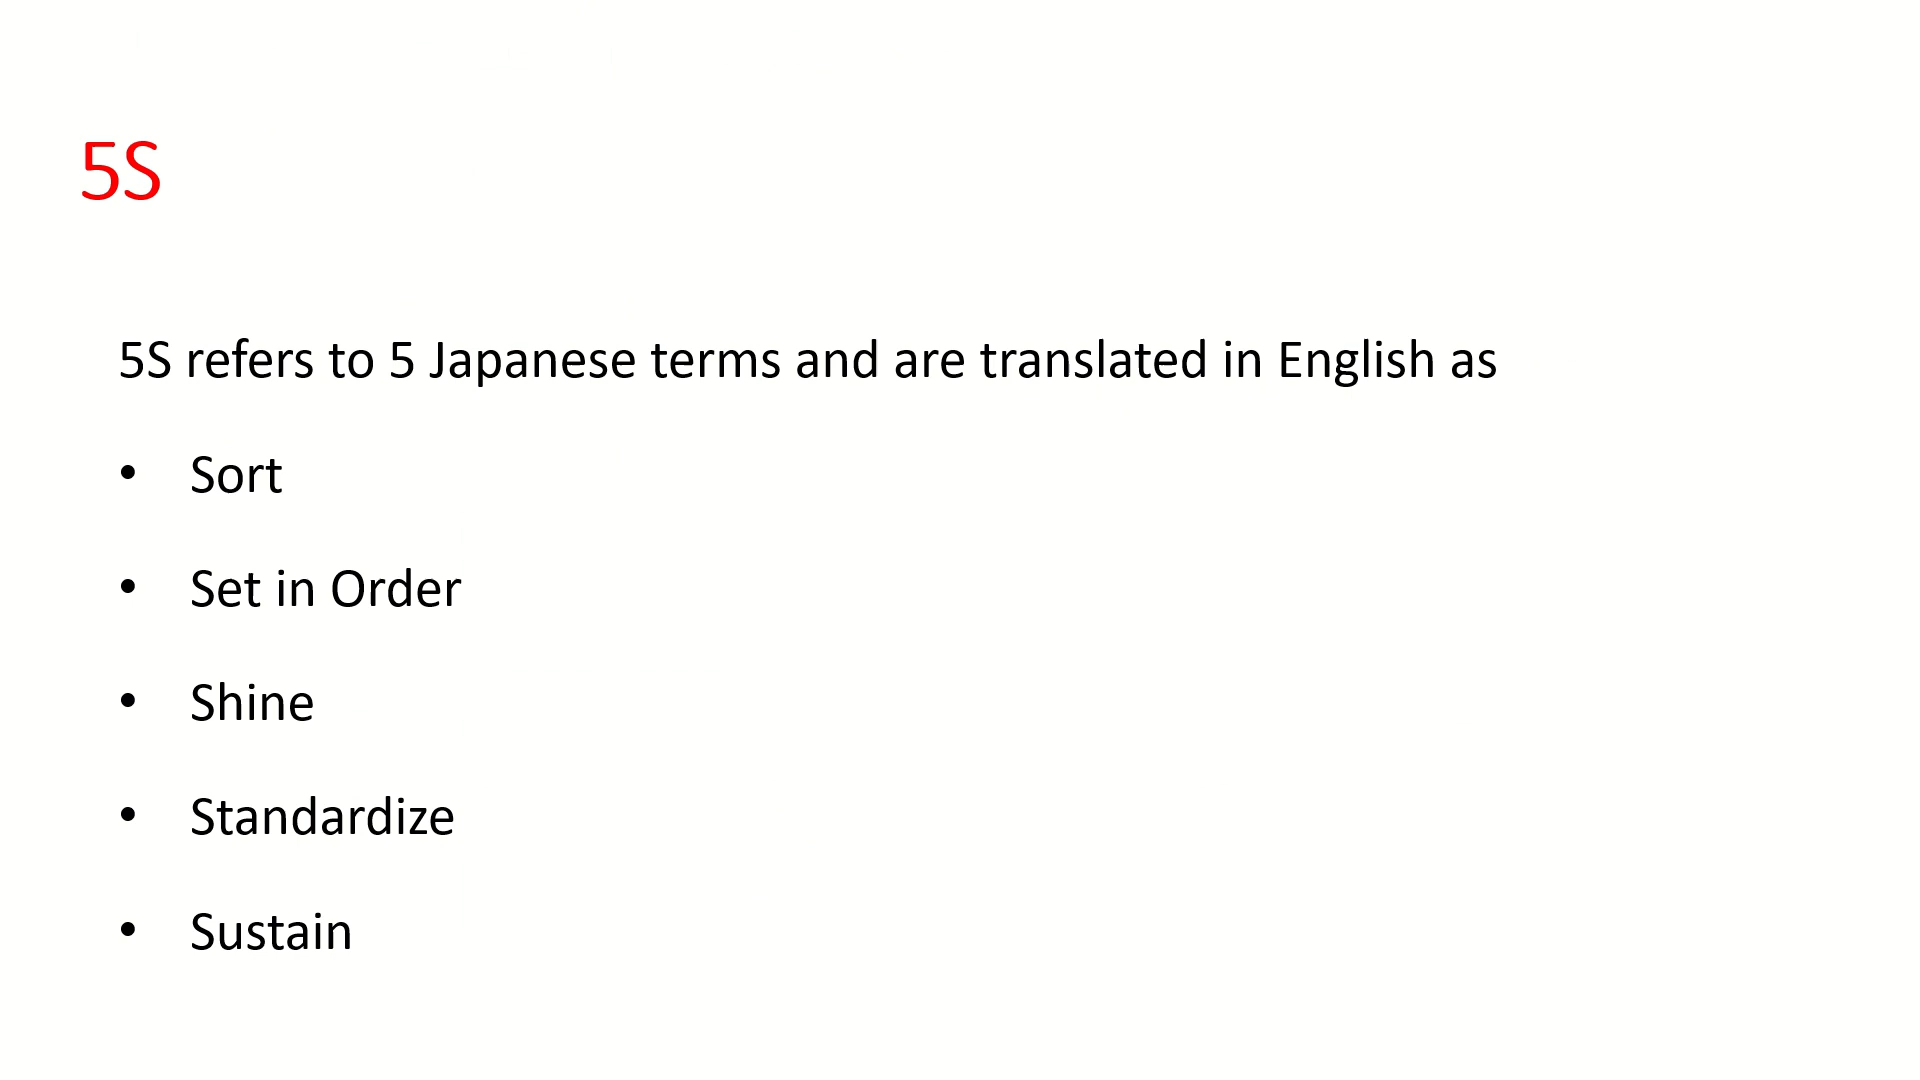 5S
5S refers to 5 Japanese terms and are translated in English as
• Sort
• Set in Order
• Shine
• Standardize
• Sustain